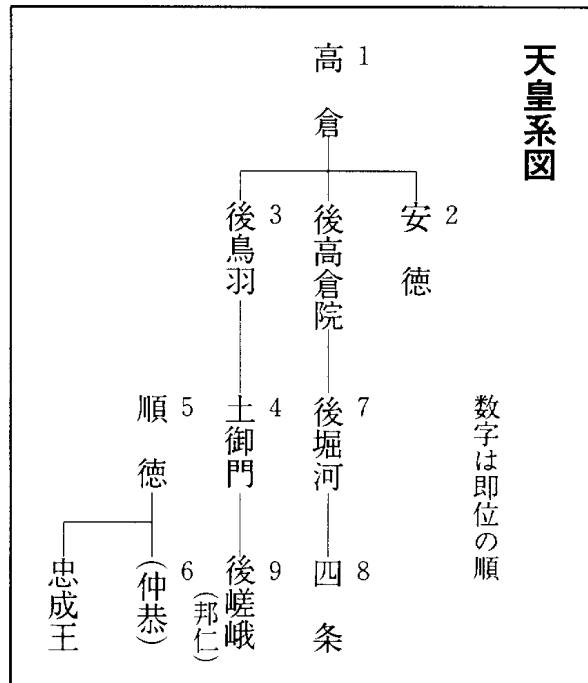 天皇系図
数字は即位の順
1 高倉
2 安徳
後高倉院
3 後鳥羽
7 後堀河
4 土御門
5 順徳
8 四条
9 後嵯峨
(邦仁)
6 (仲恭)
忠成王